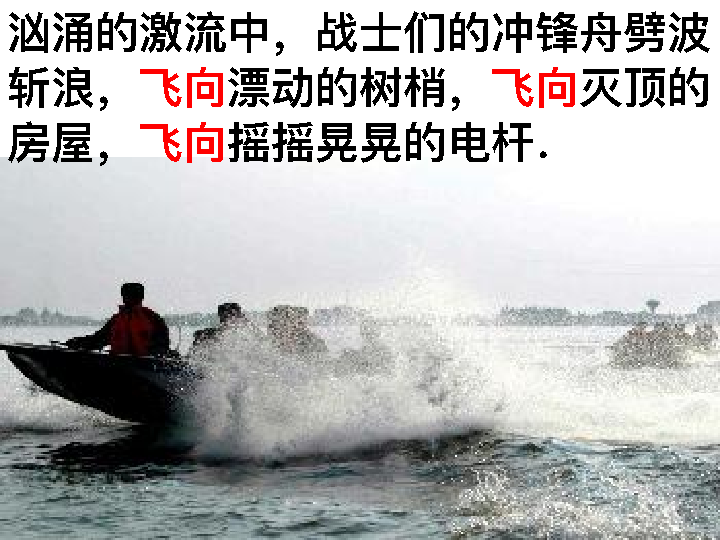 汹涌的激流中，战士们的冲锋舟劈波
斩浪，飞向漂动的树梢，飞向灭顶的
房屋，飞向摇摇晃晃的电杆．